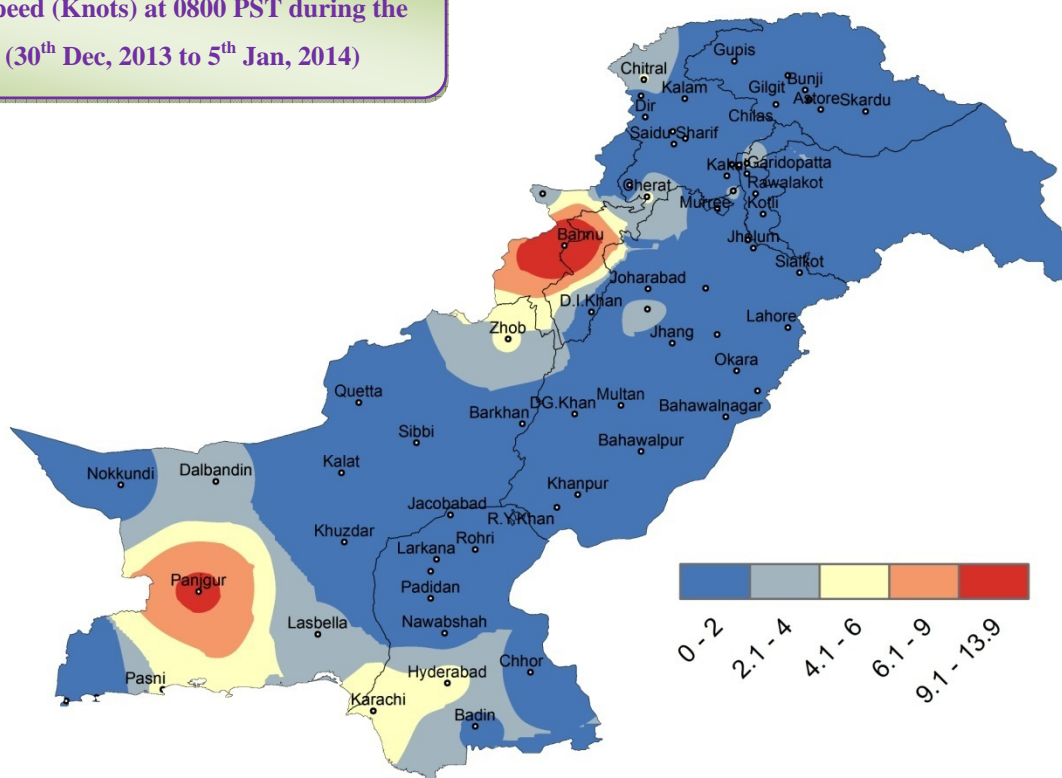 peed (Knots) at 0800 PST during the
(30th Dec, 2013 to 5th Jan, 2014)
Gupis
Chitral
Bunji
Gilgit
Kalam
Astore
Skardu
Dir
Chilas
Saidu Sharif
Garidopatta
Cherat
Rawalakot
Murree
Kotli
Bannu
Jhelum
Sialkot
Joharabad
D.I.Khan
Lahore
Zhob
Jhang
Okara
Quetta
Multan
DG.Khan
Bahawalnagar
Barkhan
Sibbi
Bahawalpur
Nokkundi
Dalbandin
Kalat
Khanpur
Jacobabad
R.Y.Khan
Khuzdar
Rohri
Larkana
Panjgur
Padidan
Lasbella
Nawabshah
Chhor
Hyderabad
Pasni
Karachi
Badin
0 - 2
2.1 - 4
4.1 - 6
6.1 - 9
9.1 - 13.9